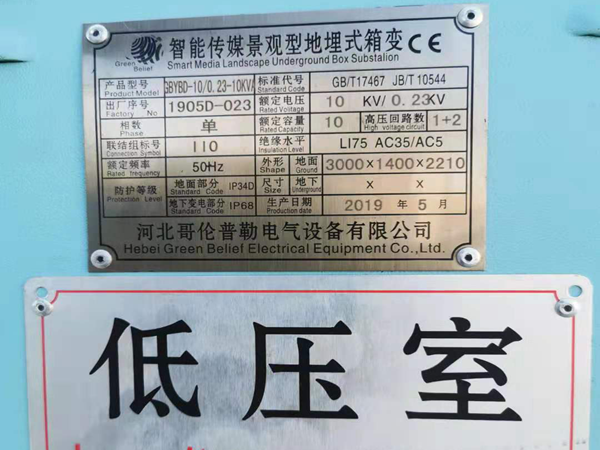 Green Belief
智能传媒景观型地埋式箱变 CE
Smart Media Landscape Underground Box Substation
产品型号 GBYBD-10/0.23-10KVA 标准代号 GB/T17467 JB/T10544
Product Model Standard Code
出厂序号 1905D-023 额定电压 10 KV/0.23KV
Factory No Rated Voltage
相数 单 额定容量 10 高压回路数 1+2
Phase Rated Capacity High voltage circuit
联结组标号 I I 0 绝缘水平 LI75 AC35/AC5
Connection Symbol Insulation Level
额定频率 50Hz 外形 地面 3000×1400×2210
Rated frequency Shape Ground
防护等级 地面部分 IP34D 尺寸 地下 × ×
Protection Level Standard Code Size Underground
地下变电部分 IP68 生产日期 2019 年 5 月
Standard Code Production date
河北哥伦普勒电气设备有限公司
Hebei Green Belief Electrical Equipment Co.,Ltd.
低压室